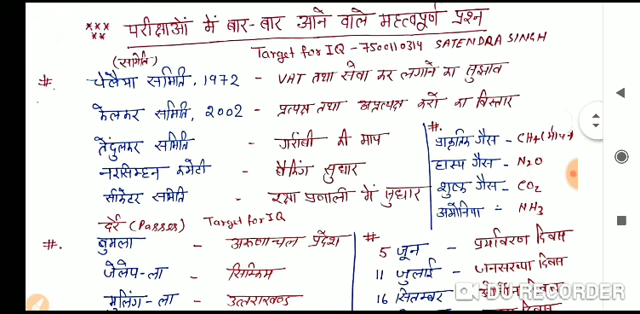 *** परीक्षाओं में बार-बार आने वाले महत्वपूर्ण प्रश्न
Target for IQ - 7500110314 SATENDRA SINGH
(समिति)
#. चेलैया समिति, 1972 - VAT तथा सेवा कर लगाने का सुझाव
केलकर समिति, 2002 - प्रत्यक्ष तथा अप्रत्यक्ष करों का विस्तार
तेंदुलकर समिति - गरीबी की माप
नरसिम्हन कमेटी - बैंकिंग सुधार
समिति - रक्षा प्रणाली में सुधार
#.
प्राकृतिक गैस - CH4
हास्य गैस - N2O
शुष्क गैस - CO2
अमोनिया - NH3
दर्रे (Passes) Target for IQ
#. बुमला - अरुणाचल प्रदेश
जेलेप-ला - सिक्किम
मुलिंग-ला - उत्तराखण्ड
#
5 जून - पर्यावरण दिवस
11 जुलाई - जनसंख्या दिवस
16 सितम्बर - ओजोन दिवस
DU RECORDER